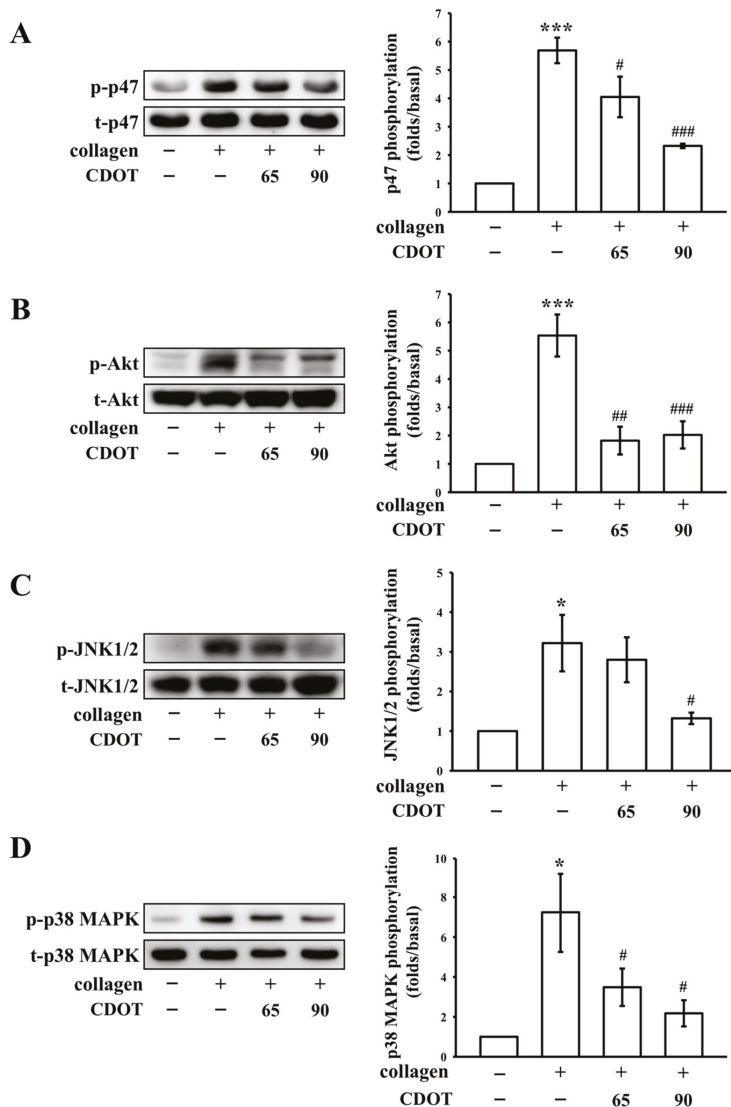 A
p-p47
t-p47
collagen – + + +
CDOT – – 65 90
p47 phosphorylation
(folds/basal)
7
6
5
4
3
2
1
0
***
#
###
collagen – + + +
CDOT – – 65 90
B
p-Akt
t-Akt
collagen – + + +
CDOT – – 65 90
Akt phosphorylation
(folds/basal)
7
6
5
4
3
2
1
0
***
##
###
collagen – + + +
CDOT – – 65 90
C
p-JNK1/2
t-JNK1/2
collagen – + + +
CDOT – – 65 90
JNK1/2 phosphorylation
(folds/basal)
5
4
3
2
1
0
*
#
collagen – + + +
CDOT – – 65 90
D
p-p38 MAPK
t-p38 MAPK
collagen – + + +
CDOT – – 65 90
p38 MAPK phosphorylation
(folds/basal)
10
8
6
4
2
0
*
#
#
collagen – + + +
CDOT – – 65 90